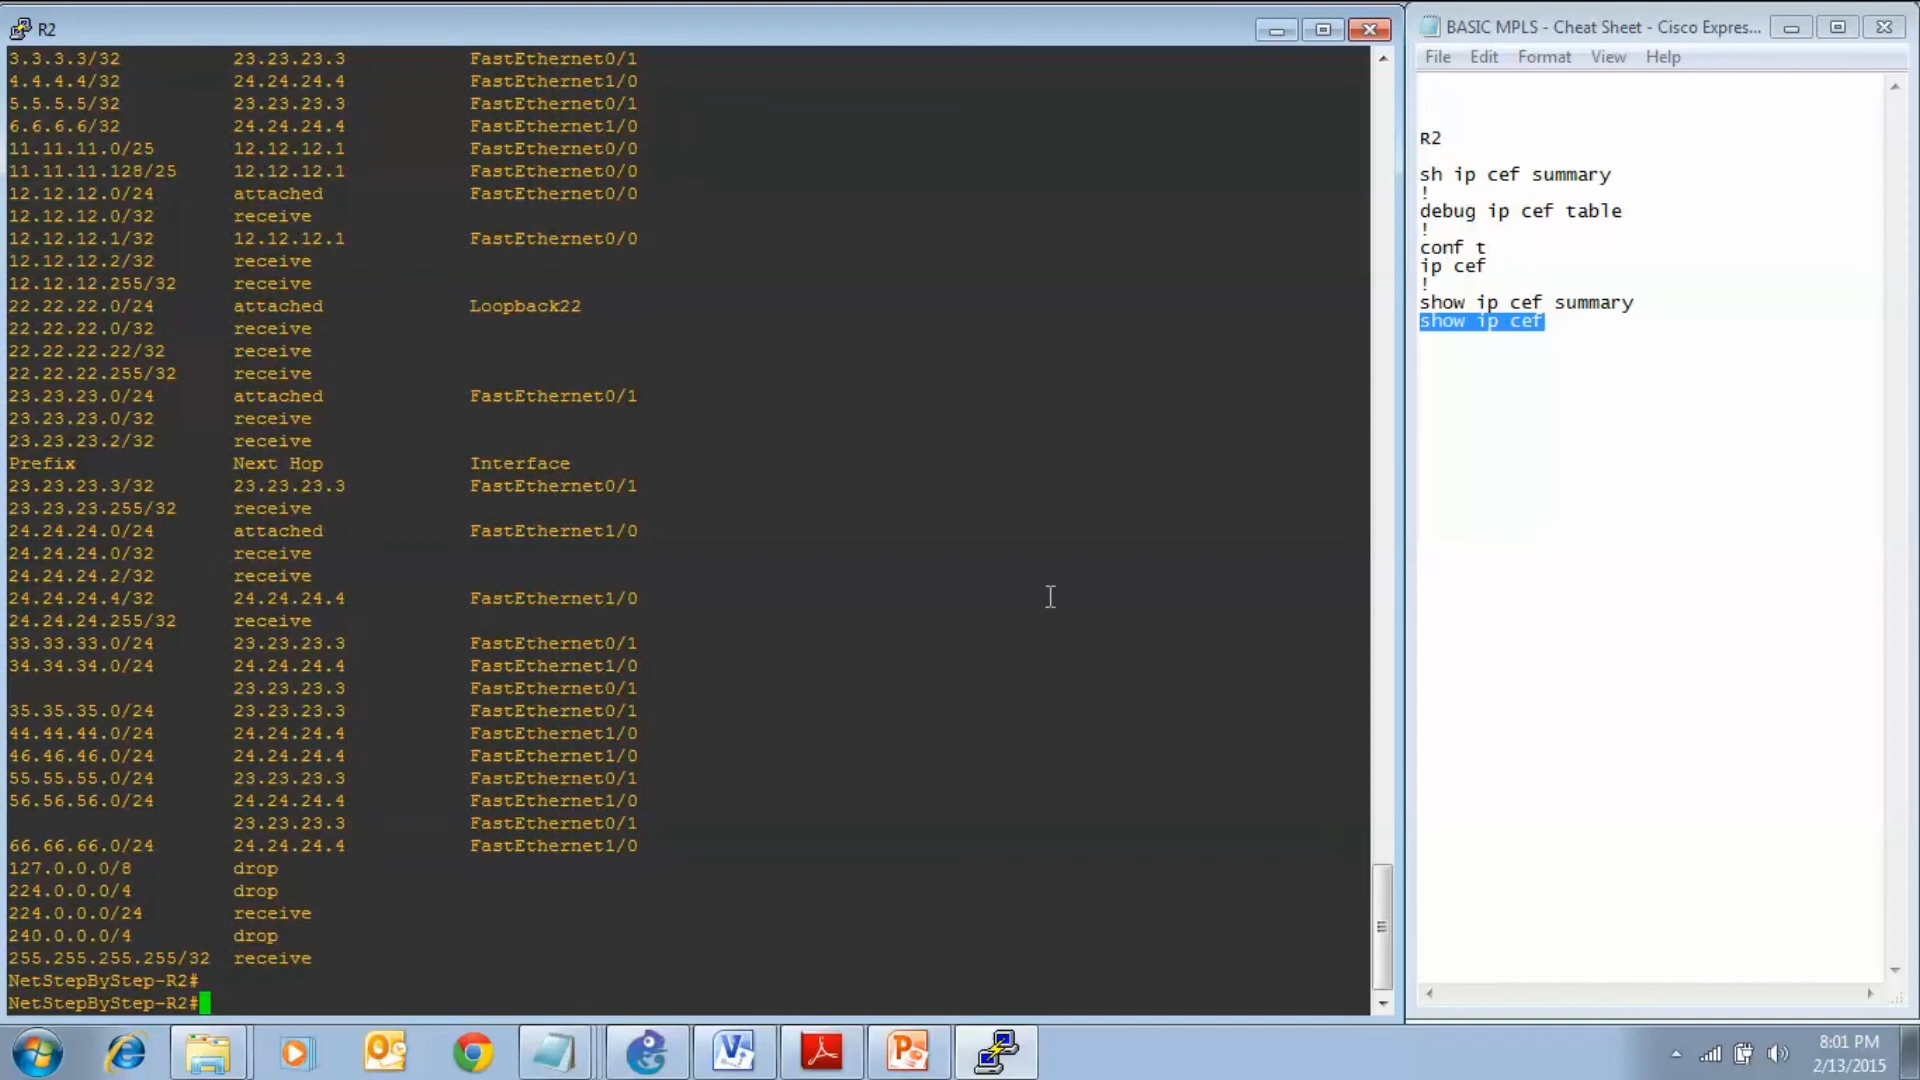 R2
3.3.3.3/32 23.23.23.3 FastEthernet0/1
4.4.4.4/32 24.24.24.4 FastEthernet1/0
5.5.5.5/32 23.23.23.3 FastEthernet0/1
6.6.6.6/32 24.24.24.4 FastEthernet1/0
11.11.11.0/25 12.12.12.1 FastEthernet0/0
11.11.11.128/25 12.12.12.1 FastEthernet0/0
12.12.12.0/24 attached FastEthernet0/0
12.12.12.0/32 receive
12.12.12.1/32 12.12.12.1 FastEthernet0/0
12.12.12.2/32 receive
12.12.12.255/32 receive
22.22.22.0/24 attached Loopback22
22.22.22.0/32 receive
22.22.22.22/32 receive
22.22.22.255/32 receive
23.23.23.0/24 attached FastEthernet0/1
23.23.23.0/32 receive
23.23.23.2/32 receive
Prefix Next Hop Interface
23.23.23.3/32 23.23.23.3 FastEthernet0/1
23.23.23.255/32 receive
24.24.24.0/24 attached FastEthernet1/0
24.24.24.0/32 receive
24.24.24.2/32 receive
24.24.24.4/32 24.24.24.4 FastEthernet1/0
24.24.24.255/32 receive
33.33.33.0/24 23.23.23.3 FastEthernet0/1
34.34.34.0/24 24.24.24.4 FastEthernet1/0
23.23.23.3 FastEthernet0/1
35.35.35.0/24 23.23.23.3 FastEthernet0/1
44.44.44.0/24 24.24.24.4 FastEthernet1/0
46.46.46.0/24 24.24.24.4 FastEthernet1/0
55.55.55.0/24 23.23.23.3 FastEthernet0/1
56.56.56.0/24 24.24.24.4 FastEthernet1/0
23.23.23.3 FastEthernet0/1
66.66.66.0/24 24.24.24.4 FastEthernet1/0
127.0.0.0/8 drop
224.0.0.0/4 drop
224.0.0.0/24 receive
240.0.0.0/4 drop
255.255.255.255/32 receive
NetStepByStep-R2#
NetStepByStep-R2#
BASIC MPLS - Cheat Sheet - Cisco Expres...
File Edit Format View Help
R2
sh ip cef summary
!
debug ip cef table
!
conf t
ip cef
!
show ip cef summary
show ip cef
8:01 PM
2/13/2015